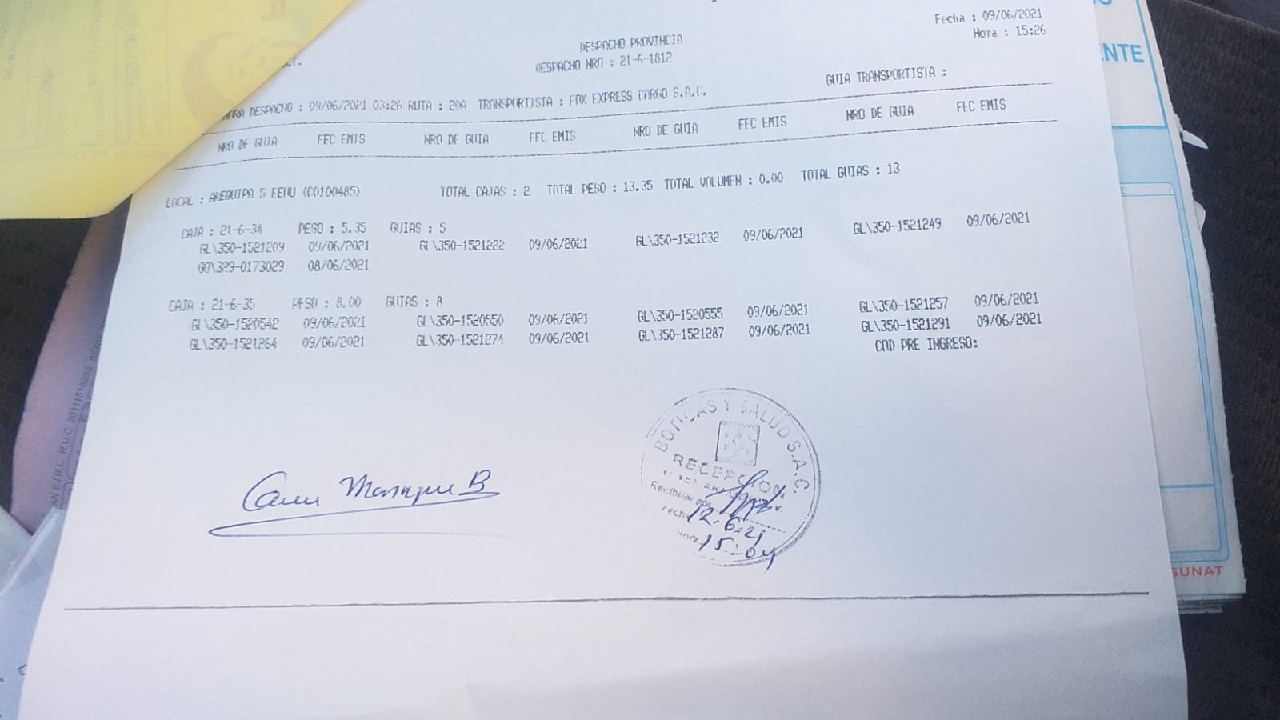 Fecha : 09/06/2021
Hora : 15:26
DESPACHO PROVINCIA
DESPACHO NRO : 21-6-1812
GUIA TRANSPORTISTA :
DESPACHO : 09/06/2021 03:26 RUTA : 20A TRANSPORTISTA : FOX EXPRESS CARGO S.A.C.
NRO DE GUIA FEC EMIS NRO DE GUIA FEC EMIS NRO DE GUIA FEC EMIS NRO DE GUIA FEC EMIS
LOCAL : AREQUIPA 5 TOTAL CAJAS : 2 TOTAL PESO : 13.35 TOTAL VOLUMEN : 0.00 TOTAL GUIAS : 13
CAJA : 21-6-34 PESO : 5.35 GUIAS : 5
GL\350-1521209 09/06/2021 GL\350-1521222 09/06/2021 GL\350-1521232 09/06/2021 GL\350-1521249 09/06/2021
08/06/2021
CAJA : 21-6-35 PESO : 8.00 GUIAS : 8
GL\350-1520542 09/06/2021 GL\350-1520550 09/06/2021 GL\350-1520555 09/06/2021 GL\350-1521257 09/06/2021
GL\350-1521264 09/06/2021 GL\350-1521274 09/06/2021 GL\350-1521287 09/06/2021 GL\350-1521291 09/06/2021
COD PRE INGRESO:
BOTICAS Y SALUD S.A.C.
RECEPCION
12-6-21
15:04
B
NTE
SUNAT